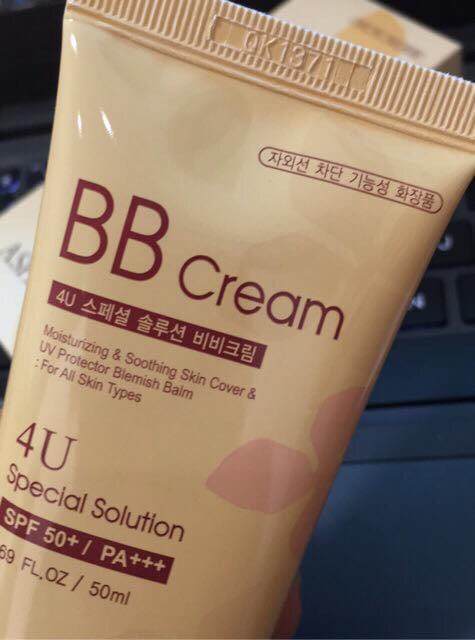 QK1371
자외선 차단 기능성 화장품
BB Cream
4U 스페셜 솔루션 비비크림
Moisturizing & Soothing Skin Cover &
UV Protector Blemish Balm
: For All Skin Types
4U
Special Solution
SPF 50+ / PA+++
69 FL.OZ / 50ml